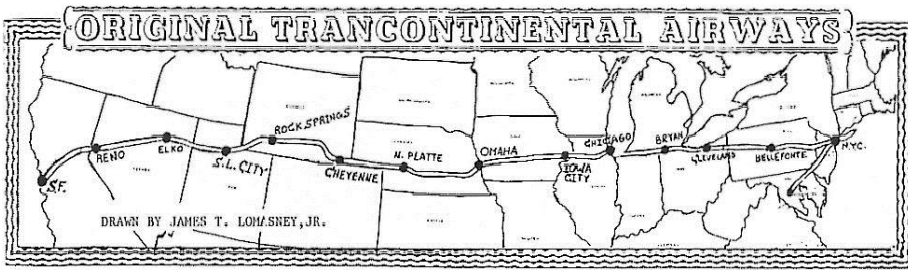 ORIGINAL TRANCONTINENTAL AIRWAYS
S.F.
RENO
ELKO
S.L. CITY
ROCK SPRINGS
CHEYENNE
N. PLATTE
OMAHA
IOWA CITY
CHICAGO
BRYAN
CLEVELAND
BELLEFONTE
N.Y.C.
DRAWN BY JAMES T. LOMASNEY, JR.